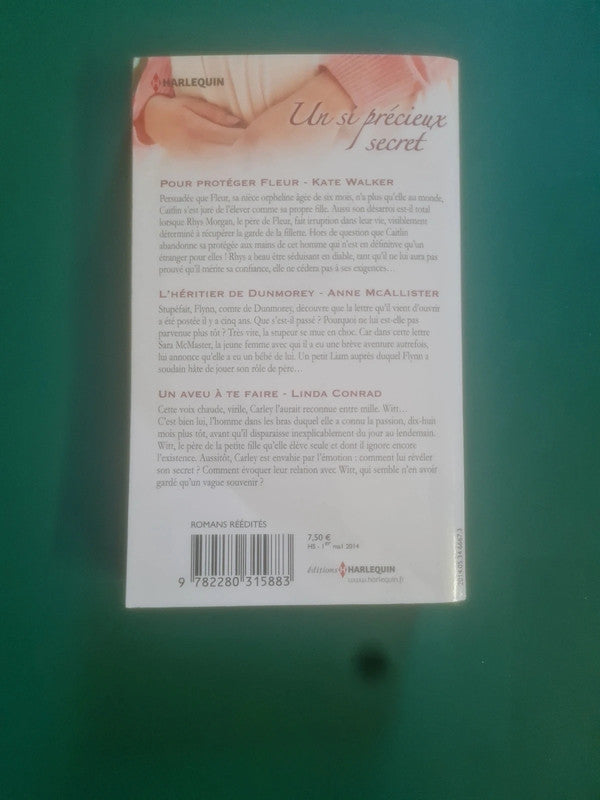 HARLEQUIN
Un si précieux
secret
POUR PROTÉGER FLEUR - KATE WALKER
Persuadée que Fleur, sa nièce orpheline âgée de six mois, n'a plus qu'elle au monde,
Caitlin s'est juré de l'élever comme sa propre fille. Aussi son désarroi est-il total
lorsque Rhys Morgan, le père de Fleur, fait irruption dans leur vie, visiblement
déterminé à récupérer la garde de la fillette. Hors de question que Caitlin
abandonne sa protégée aux mains de cet homme qui n'est en définitive qu'un
étranger pour elles ! Rhys a beau être séduisant en diable, tant qu'il ne lui aura pas
prouvé qu'il mérite sa confiance, elle ne cédera pas à ses exigences…
L'HÉRITIER DE DUNMOREY - ANNE MCALLISTER
Stupéfait, Flynn, comte de Dunmorey, découvre que la lettre qu'il vient d'ouvrir
a été postée il y a cinq ans. Que s'est-il passé ? Pourquoi ne lui est-elle pas
parvenue plus tôt ? Très vite, la stupeur se mue en choc. Car dans cette lettre
Sara McMaster, la jeune femme avec qui il a eu une brève aventure autrefois,
lui annonce qu'elle a eu un bébé de lui. Un petit Liam auprès duquel Flynn a
soudain hâte de jouer son rôle de père…
UN AVEU À TE FAIRE - LINDA CONRAD
Cette voix chaude, virile, Carley l'aurait reconnue entre mille. Witt…
C'est bien lui, l'homme dans les bras duquel elle a connu la passion, dix-huit
mois plus tôt, avant qu'il disparaisse inexplicablement du jour au lendemain.
Witt, le père de la petite fille qu'elle élève seule et dont il ignore encore
l'existence. Aussitôt, Carley est envahie par l'émotion : comment lui révéler
son secret ? Comment évoquer leur relation avec Witt, qui semble n'en avoir
gardé qu'un vague souvenir ?
ROMANS RÉÉDITÉS
7,50 €
HS - 1er mai 2014
9 782280 315883
éditions HARLEQUIN
www.harlequin.fr
2014.05.34.6667.3